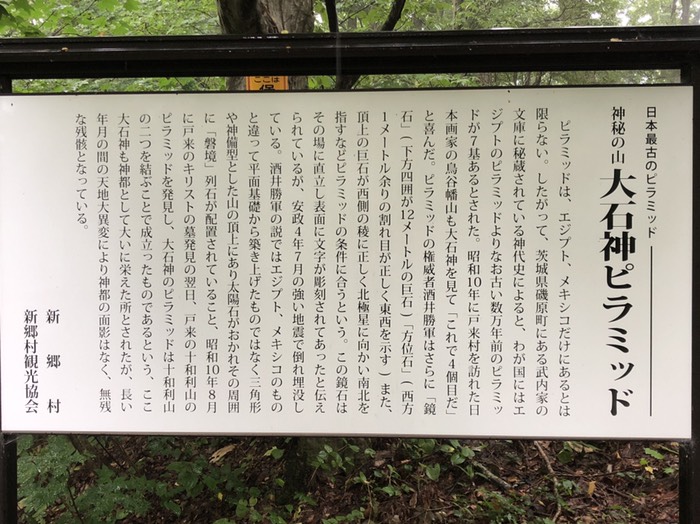 日本最古のピラミッド
神秘の山 大石神ピラミッド
ピラミッドは、エジプト、メキシコだけにあるとは
限らない。したがって、茨城県磯原町にある武内家の
文庫に秘蔵されている神代史によると、わが国にはエ
ジプトのピラミッドよりなお古い数万年前のピラミッ
ドが7基あるとされた。昭和10年に戸来村を訪れた日
本画家の鳥谷幡山も大石神を見て「これで4個目だ」
と喜んだ。ピラミッドの権威者酒井勝軍はさらに「鏡
石」(下方四囲が12メートルの巨石)「方位石」(西方
1メートル余りの割れ目が正しく東西を示す)また、
頂上の巨石が西側の稜に正しく北極星に向かい南北を
指すなどピラミッドの条件に合うという。この鏡石は
その場に直立し表面に文字が彫刻されてあったと伝え
られているが、安政4年7月の強い地震で倒れ埋没し
ている。酒井勝軍の説ではエジプト、メキシコのもの
と違って平面基礎から築き上げたものではなく三角形
や神備型とした山の頂上にあり太陽石がおかれその周囲
に「磐境」列石が配置されていること、昭和10年8月
に戸来のキリストの墓発見の翌日、戸来の十和利山の
ピラミッドを発見し、大石神のピラミッドは十和利山
の二つを結ぶことで成立ったものであるという、ここ
大石神も神都として大いに栄えた所とされたが、長い
年月の間の天地大異変により神都の面影はなく、無残
な残骸となっている。
新郷村
新郷村観光協会
ここは